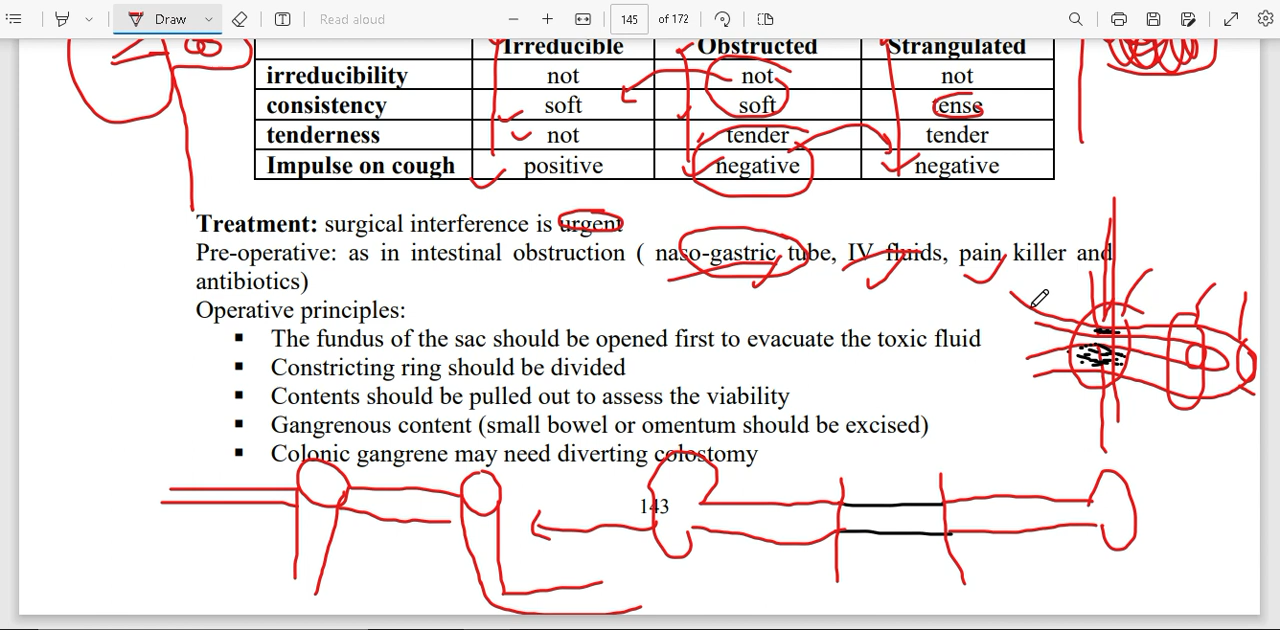 Draw Read aloud 145 of 172
Irreducible Obstructed Strangulated
irreducibility not not not
consistency soft soft tense
tenderness not tender tender
Impulse on cough positive negative negative
Treatment: surgical interference is urgent
Pre-operative: as in intestinal obstruction ( naso-gastric tube, IV fluids, pain killer and
antibiotics)
Operative principles:
▪ The fundus of the sac should be opened first to evacuate the toxic fluid
▪ Constricting ring should be divided
▪ Contents should be pulled out to assess the viability
▪ Gangrenous content (small bowel or omentum should be excised)
▪ Colonic gangrene may need diverting colostomy
143